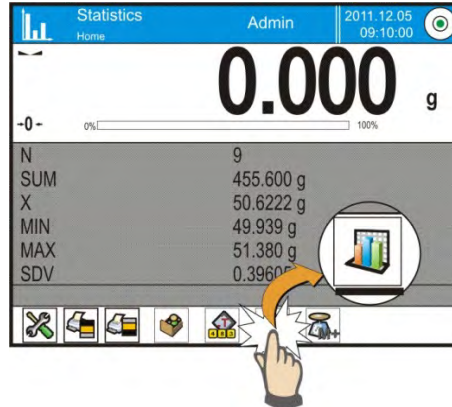 Statistics
Home
Admin
2011.12.05
09:10:00
0.000 g
→0←
0%
100%
N 9
SUM 455.600 g
X 50.6222 g
MIN 49.939 g
MAX 51.380 g
SDV
M+